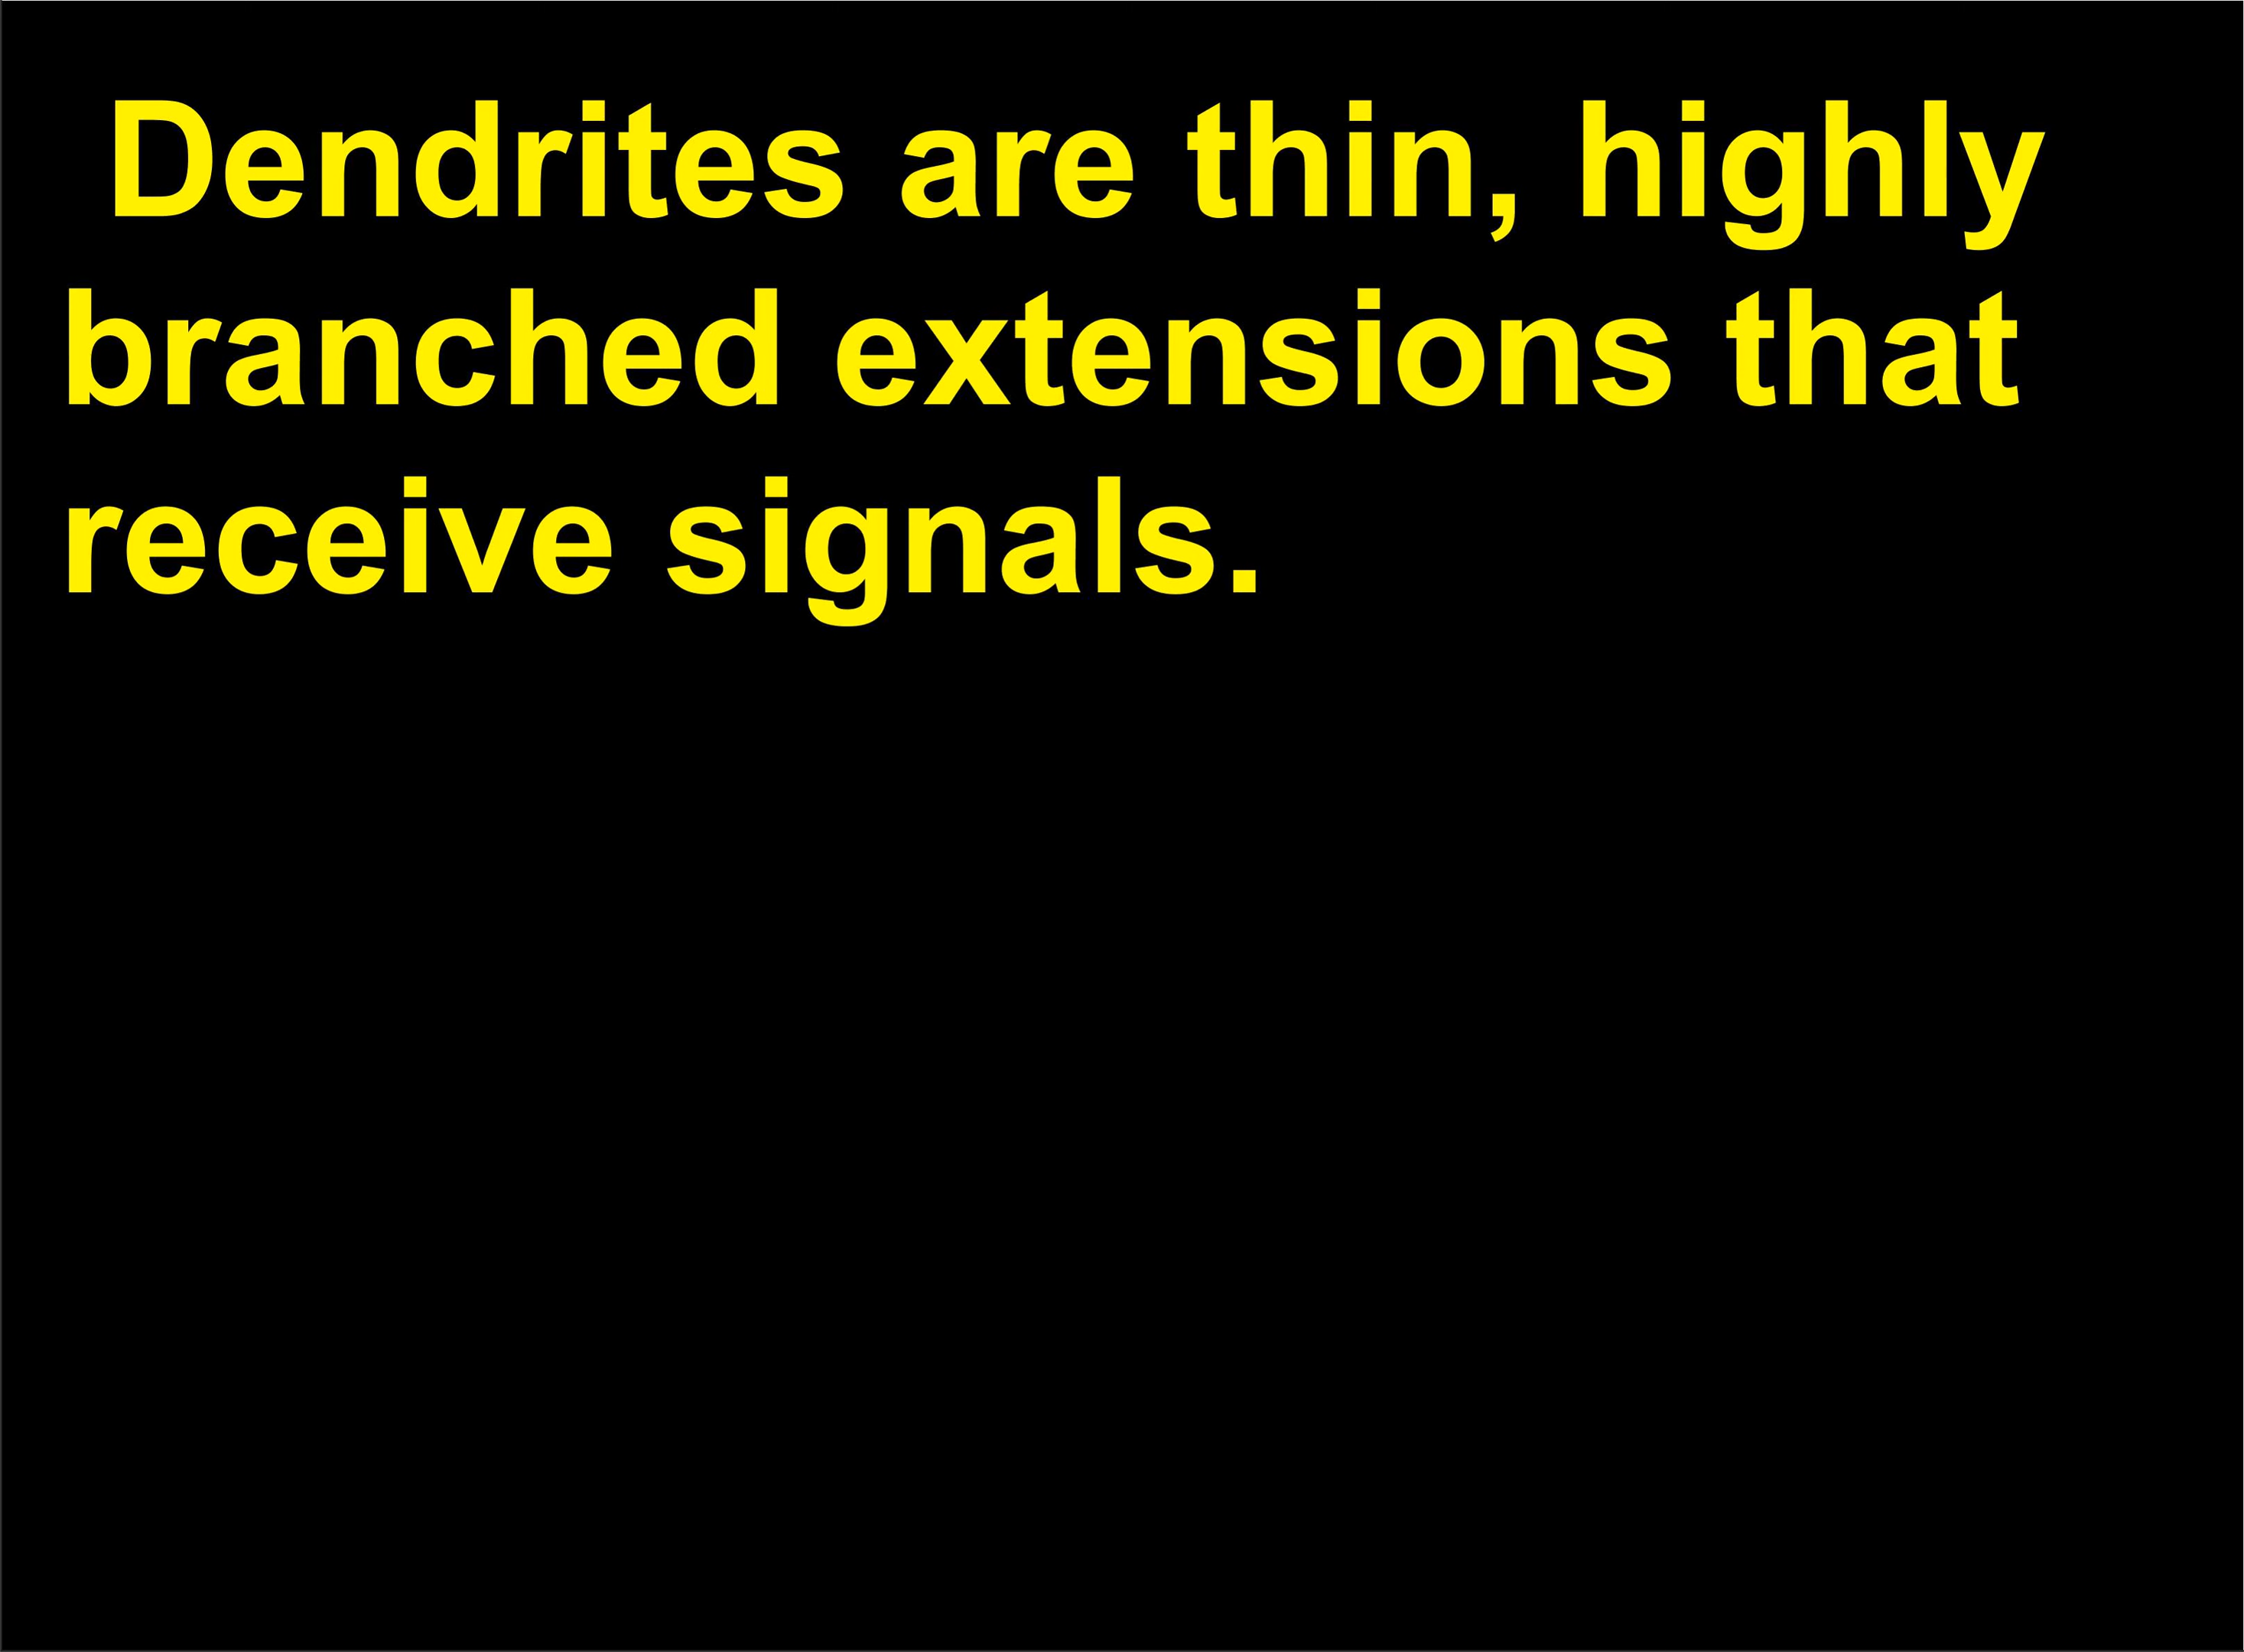 Dendrites are thin, highly
branched extensions that
receive signals.